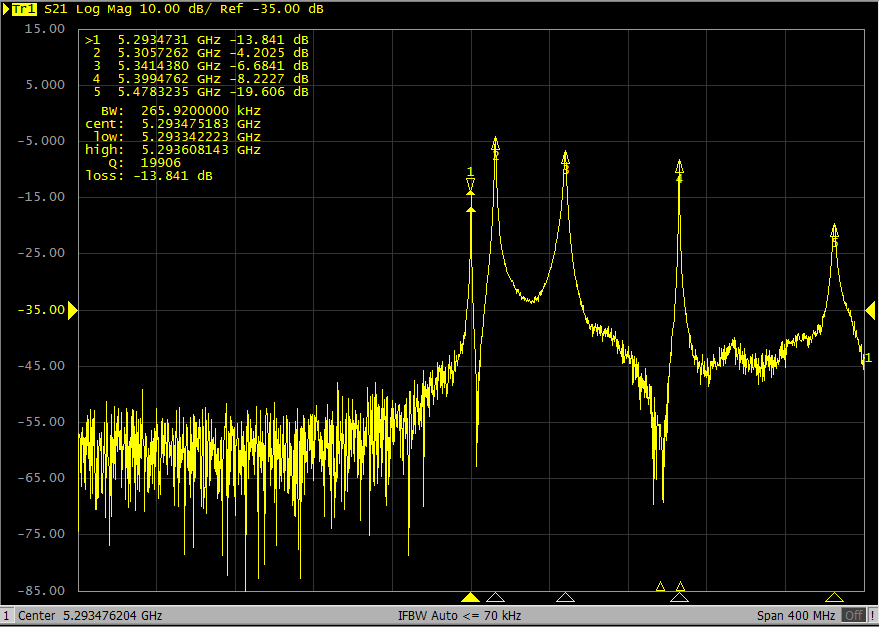 Tr1 S21 Log Mag 10.00 dB/ Ref -35.00 dB
15.00
5.000
-5.000
-15.00
-25.00
-35.00
-45.00
-55.00
-65.00
-75.00
-85.00
>1 5.2934731 GHz -13.841 dB
2 5.3057262 GHz -4.2025 dB
3 5.3414380 GHz -6.6841 dB
4 5.3994762 GHz -8.2227 dB
5 5.4783235 GHz -19.606 dB
BW: 265.9200000 kHz
cent: 5.293475183 GHz
low: 5.293342223 GHz
high: 5.293608143 GHz
Q: 19906
loss: -13.841 dB
1
2
3
4
5
1
1 Center 5.293476204 GHz IFBW Auto <= 70 kHz Span 400 MHz Off !